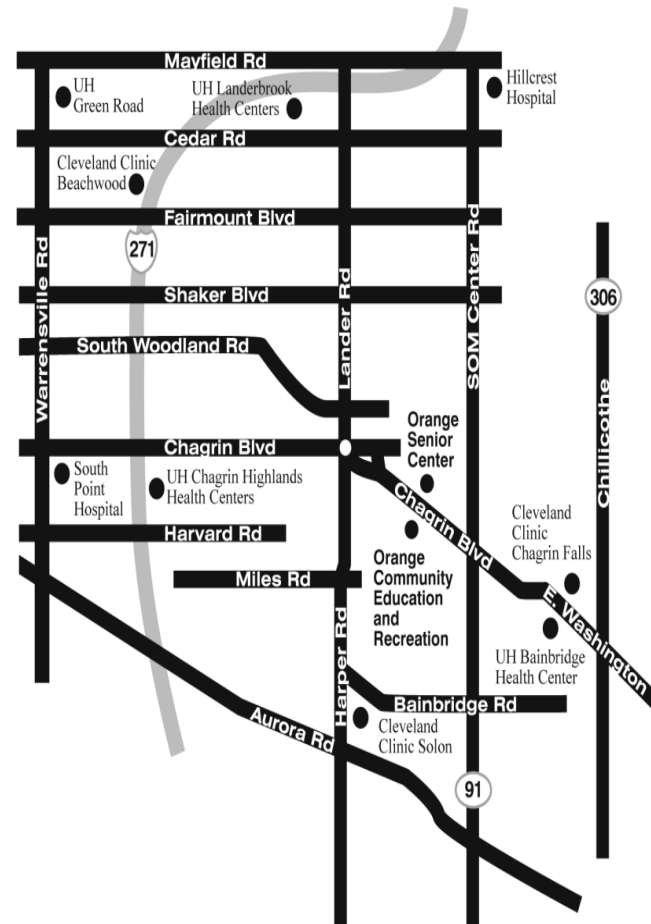 Mayfield Rd
UH
Green Road
UH Landerbrook
Health Centers
Hillcrest
Hospital
Cedar Rd
Cleveland Clinic
Beachwood
Fairmount Blvd
271
Shaker Blvd
306
Warrensville Rd
Lander Rd
SOM Center Rd
South Woodland Rd
Chillicothe
Orange
Senior
Center
Chagrin Blvd
South
Point
Hospital
UH Chagrin Highlands
Health Centers
Chagrin Blvd
Cleveland
Clinic
Chagrin Falls
Harvard Rd
Orange
Community
Education
and
Recreation
Miles Rd
E. Washington
UH Bainbridge
Health Center
Harper Rd
Bainbridge Rd
Aurora Rd
Cleveland
Clinic Solon
91